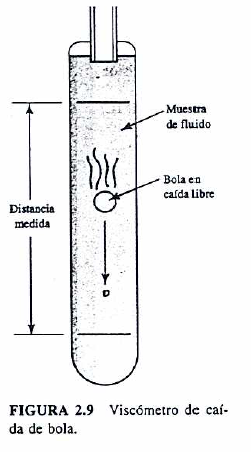 Muestra
de fluido
Bola en
caída libre
Distancia
medida
FIGURA 2.9 Viscómetro de caí-
da de bola.